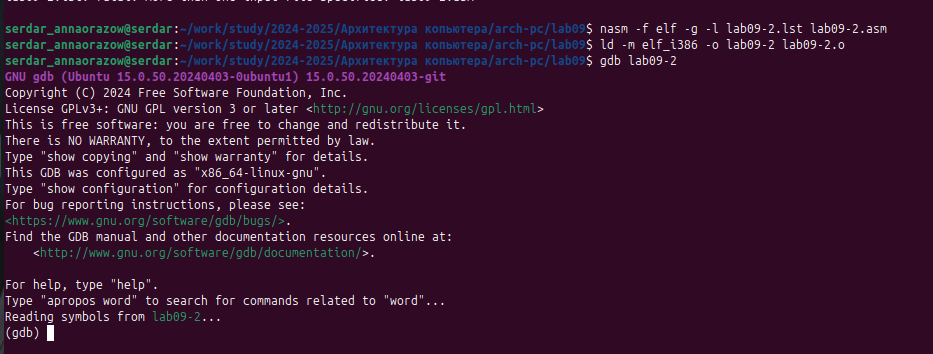 serdar_annaorazow@serdar:~/work/study/2024-2025/Архитектура копьютера/arch-pc/lab09$ nasm -f elf -g -l lab09-2.lst lab09-2.asm
serdar_annaorazow@serdar:~/work/study/2024-2025/Архитектура копьютера/arch-pc/lab09$ ld -m elf_i386 -o lab09-2 lab09-2.o
serdar_annaorazow@serdar:~/work/study/2024-2025/Архитектура копьютера/arch-pc/lab09$ gdb lab09-2
GNU gdb (Ubuntu 15.0.50.20240403-0ubuntu1) 15.0.50.20240403-git
Copyright (C) 2024 Free Software Foundation, Inc.
License GPLv3+: GNU GPL version 3 or later <http://gnu.org/licenses/gpl.html>
This is free software: you are free to change and redistribute it.
There is NO WARRANTY, to the extent permitted by law.
Type "show copying" and "show warranty" for details.
This GDB was configured as "x86_64-linux-gnu".
Type "show configuration" for configuration details.
For bug reporting instructions, please see:
<https://www.gnu.org/software/gdb/bugs/>.
Find the GDB manual and other documentation resources online at:
    <http://www.gnu.org/software/gdb/documentation/>.
For help, type "help".
Type "apropos word" to search for commands related to "word"...
Reading symbols from lab09-2...
(gdb)